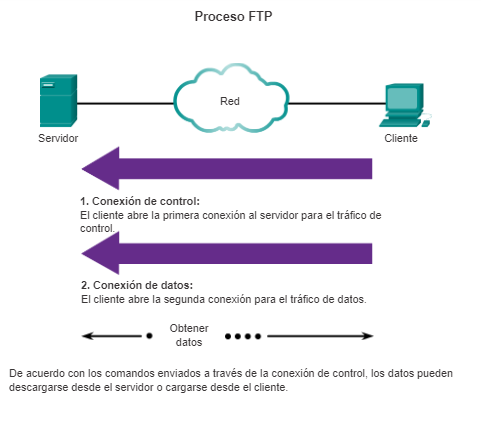 Proceso FTP
Red
Servidor
Cliente
1. Conexión de control:
El cliente abre la primera conexión al servidor para el tráfico de
control.
2. Conexión de datos:
El cliente abre la segunda conexión para el tráfico de datos.
Obtener
datos
De acuerdo con los comandos enviados a través de la conexión de control, los datos pueden
descargarse desde el servidor o cargarse desde el cliente.